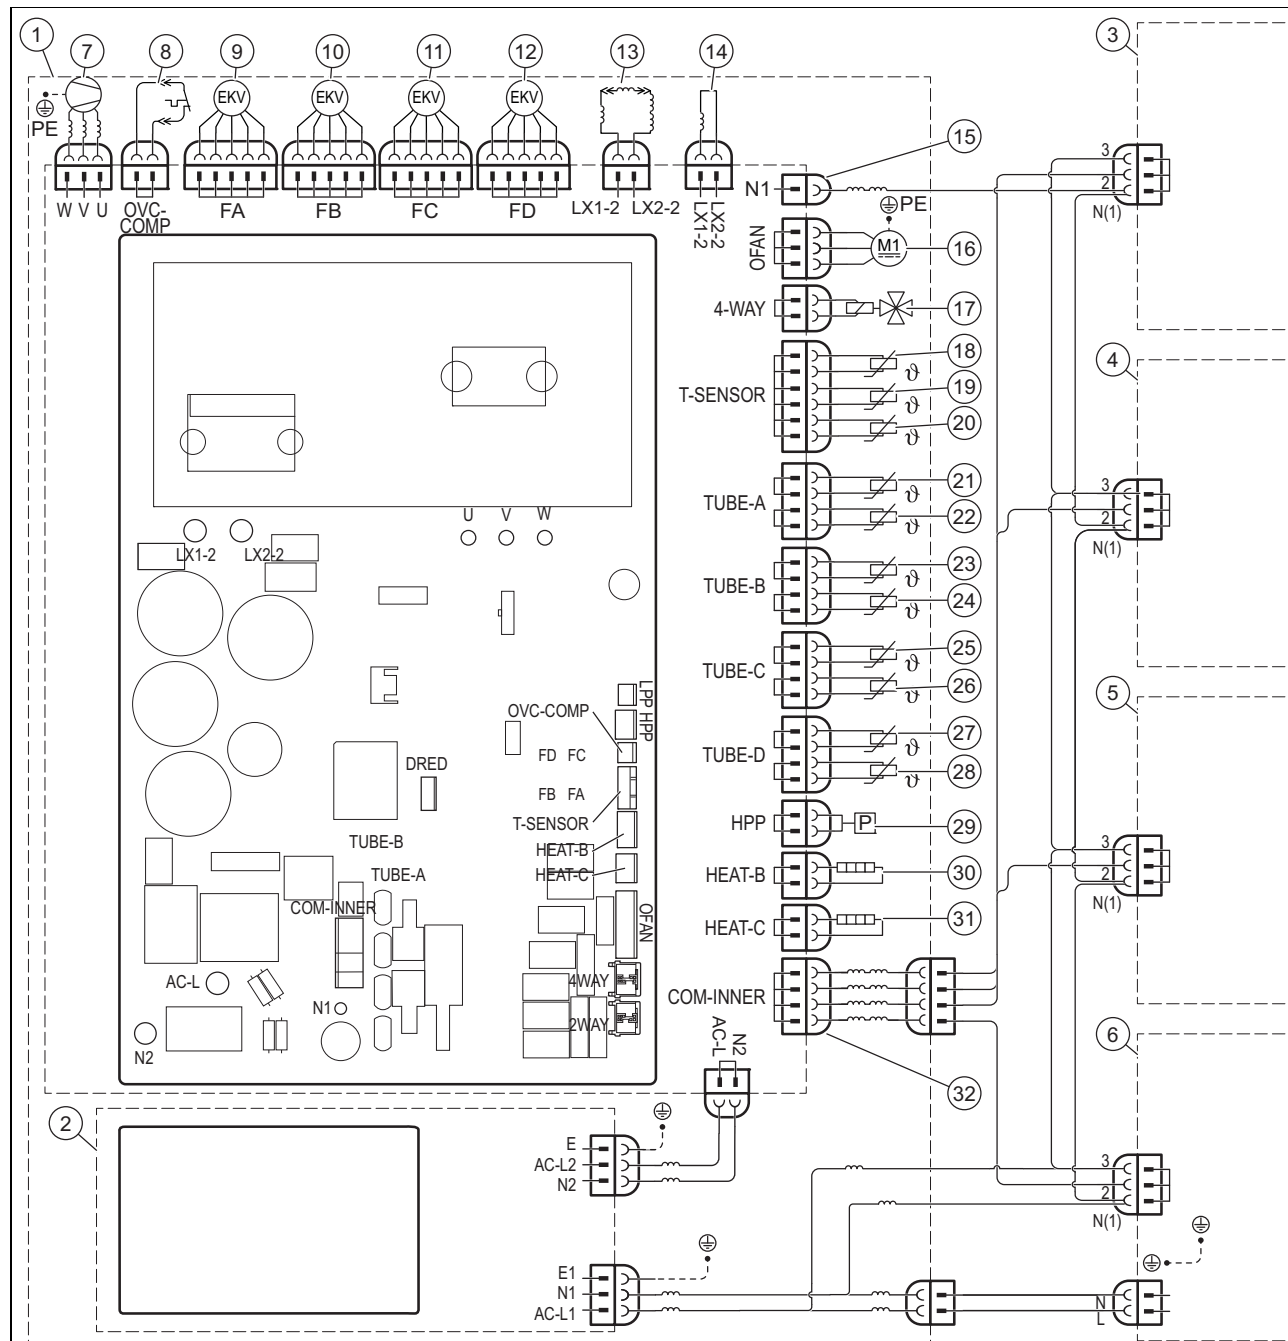 1
7
8
9
10
11
12
13
14
3
PE
EKV
EKV
EKV
EKV
W V U
OVC-
COMP
FA
FB
FC
FD
LX1-2
LX2-2
LX1-2
LX2-2
N1
15
3
2
N(1)
PE
OFAN
M1
16
4-WAY
17
T-SENSOR
ϑ
18
ϑ
19
ϑ
20
4
TUBE-A
ϑ
21
ϑ
22
3
2
N(1)
U
V
W
LX1-2
LX2-2
TUBE-B
ϑ
23
ϑ
24
TUBE-C
ϑ
25
ϑ
26
5
LPP HPP
OVC-COMP
FD FC
FB FA
DRED
T-SENSOR
TUBE-B
HEAT-B
HEAT-C
TUBE-A
COM-INNER
OFAN
AC-L
4WAY
N1
2WAY
N2
TUBE-D
ϑ
27
ϑ
28
HPP
P
29
3
2
N(1)
HEAT-B
30
HEAT-C
31
COM-INNER
AC-L
N2
32
6
2
E
AC-L2
N2
3
2
N(1)
E1
N1
AC-L1
N
L